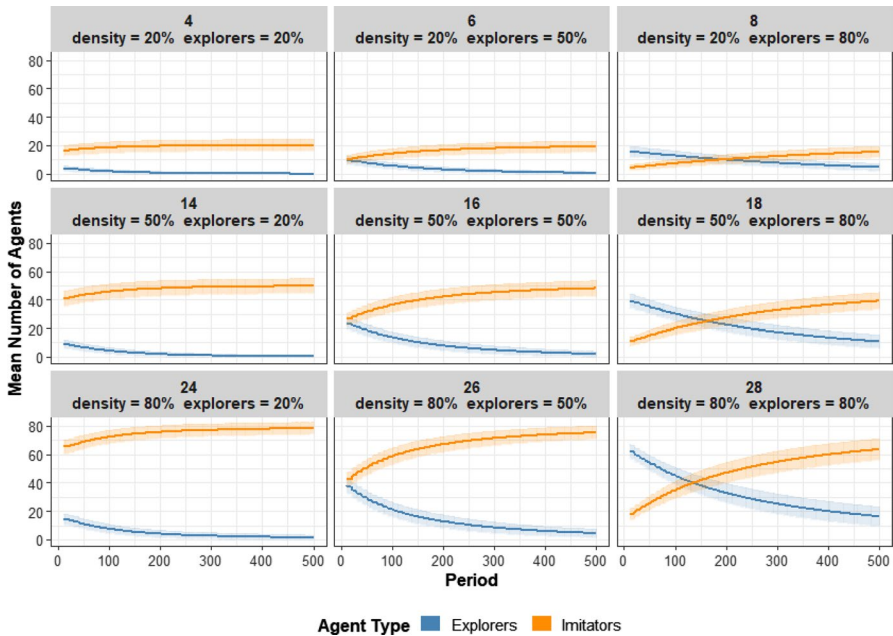 4
density = 20%  explorers = 20%
6
density = 20%  explorers = 50%
8
density = 20%  explorers = 80%
80
60
40
20
0
14
density = 50%  explorers = 20%
16
density = 50%  explorers = 50%
18
density = 50%  explorers = 80%
80
60
40
20
0
24
density = 80%  explorers = 20%
26
density = 80%  explorers = 50%
28
density = 80%  explorers = 80%
80
60
40
20
0
Mean Number of Agents
0 100 200 300 400 500
0 100 200 300 400 500
0 100 200 300 400 500
Period
Agent Type Explorers Imitators